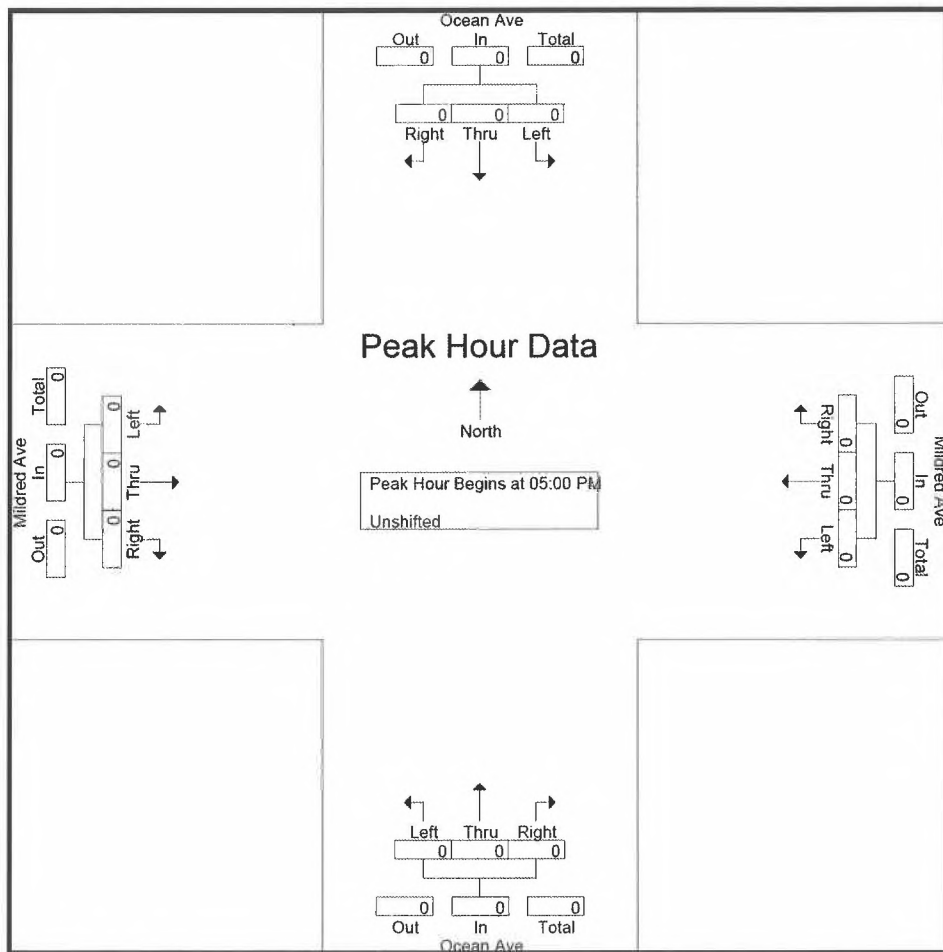 Ocean Ave
Out In Total
0 0 0
0 0 0
Right Thru Left
Peak Hour Data
North
Peak Hour Begins at 05:00 PM
Unshifted
Mildred Ave
Total In Out
0 0 0
0 0 0
Left Thru Right
Mildred Ave
Out In Total
0 0 0
0 0 0
Right Thru Left
Left Thru Right
0 0 0
0 0 0
Out In Total
Ocean Ave